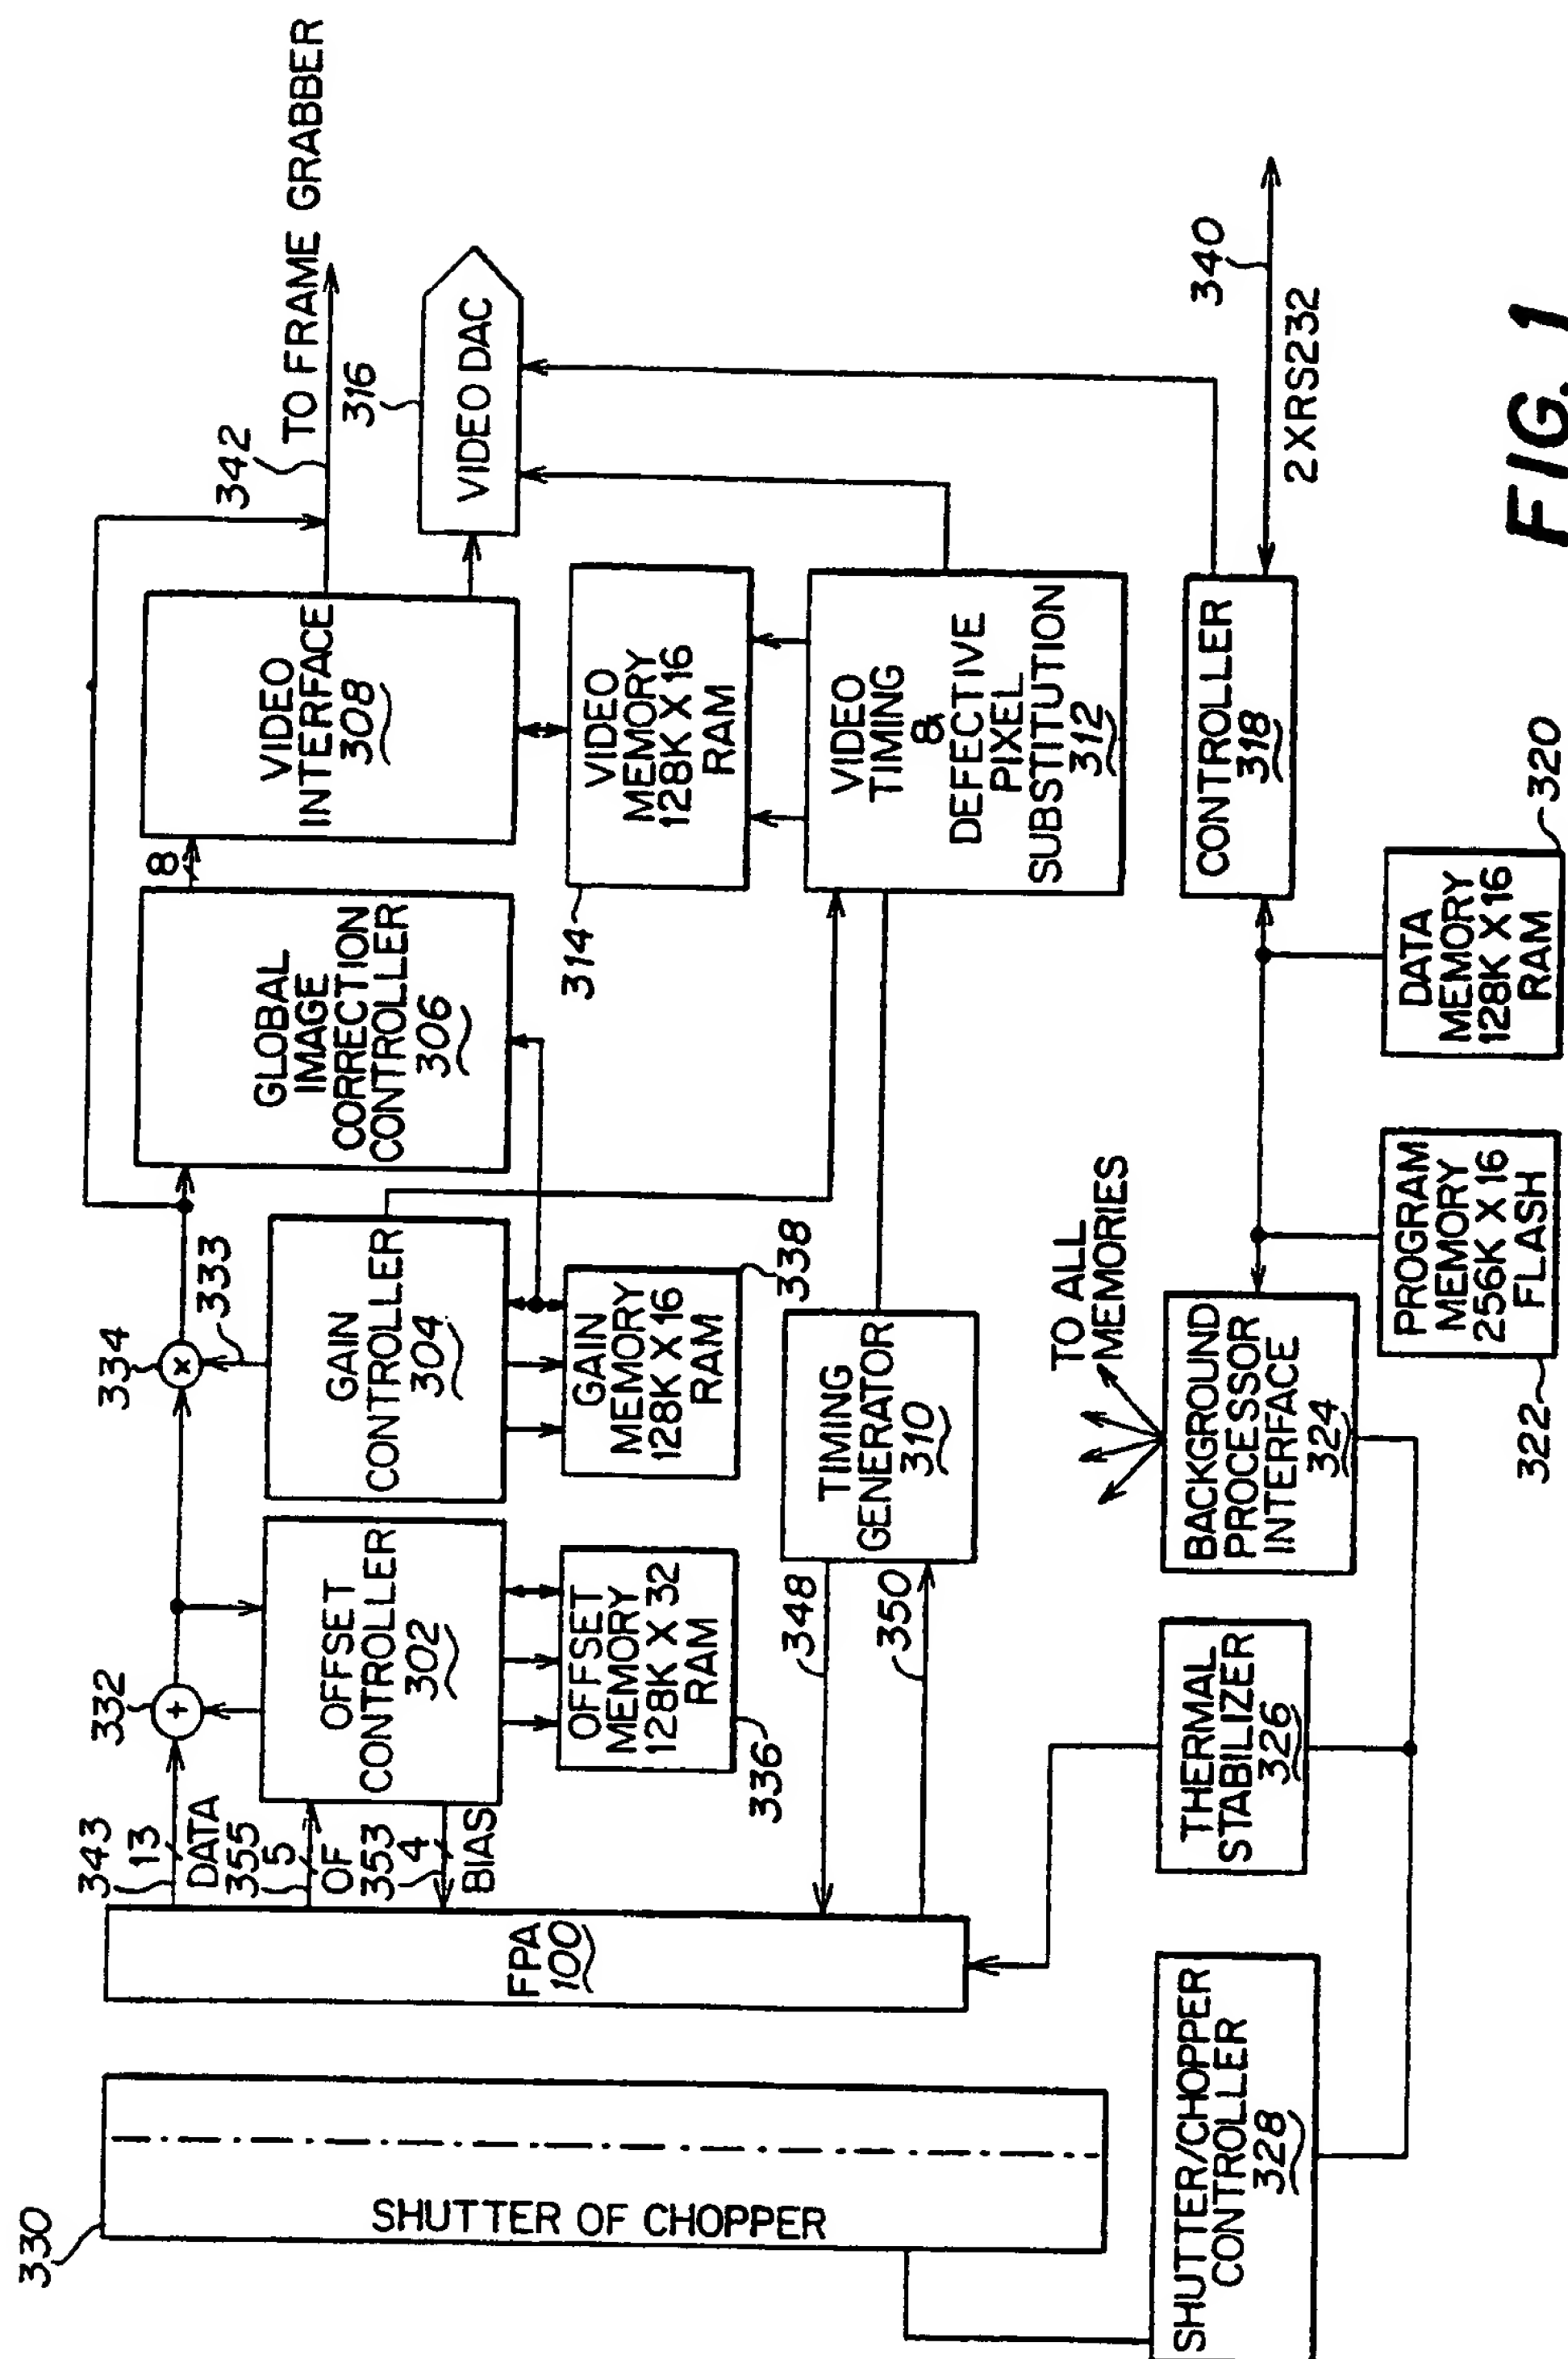 330
SHUTTER OF CHOPPER
SHUTTER/CHOPPER
CONTROLLER
328
FPA
100
343
13
DATA
355
5
OF
353
4
BIAS
332
+
OFFSET
CONTROLLER
302
OFFSET
MEMORY
128K X 32
RAM
336
334
X
333
GAIN
CONTROLLER
304
GAIN
MEMORY
128K X 16
RAM
338
GLOBAL
IMAGE
CORRECTION
CONTROLLER
306
8
VIDEO
INTERFACE
308
342
TO FRAME GRABBER
316
VIDEO DAC
314
VIDEO
MEMORY
128K X 16
RAM
VIDEO
TIMING
&
DEFECTIVE
PIXEL
SUBSTITUTION
312
348
350
TIMING
GENERATOR
310
THERMAL
STABILIZER
326
TO ALL
MEMORIES
BACKGROUND
PROCESSOR
INTERFACE
324
CONTROLLER
318
340
2XRS232
PROGRAM
MEMORY
256K X 16
FLASH
322
DATA
MEMORY
128K X 16
RAM
320
FIG. 1